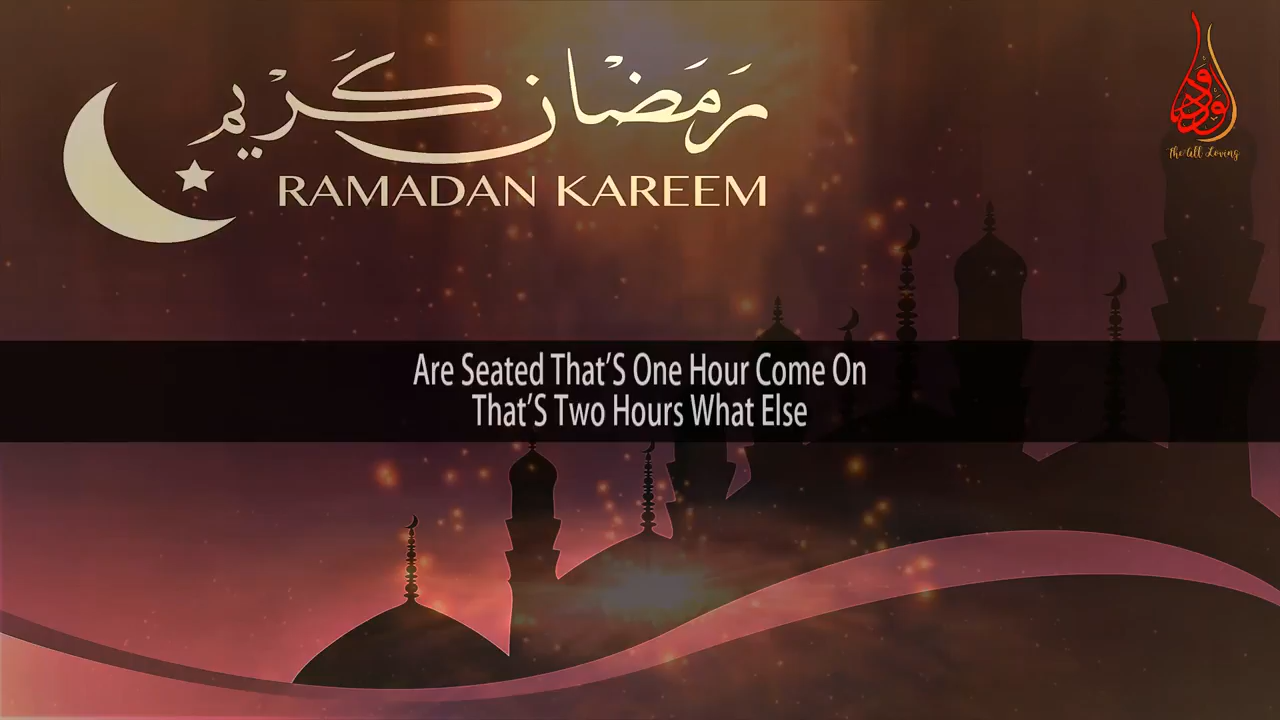 رمضان كريم
RAMADAN KAREEM
الودود
The All Loving
Are Seated That’S One Hour Come On
That’S Two Hours What Else